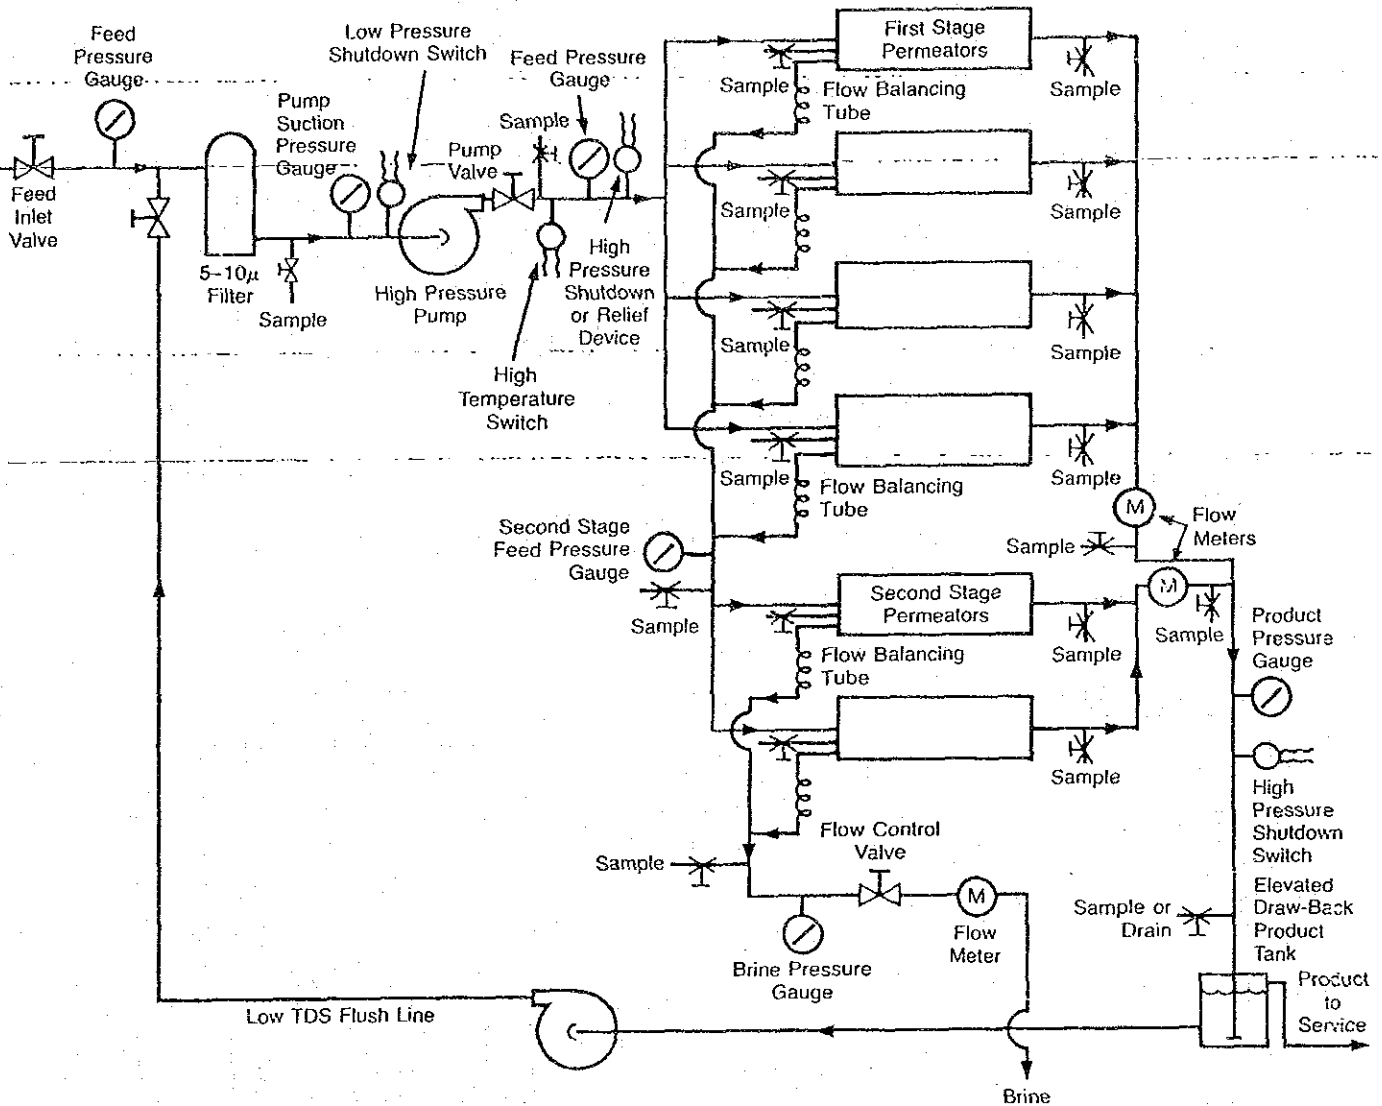 Feed
Pressure
Gauge
Low Pressure
Shutdown Switch
Feed Pressure
Gauge
Pump
Suction
Pressure
Gauge
Sample
Pump
Valve
Feed
Inlet
Valve
5–10μ
Filter
Sample
High Pressure
Pump
High
Temperature
Switch
High
Pressure
Shutdown
or Relief
Device
First Stage
Permeators
Sample
Flow Balancing
Tube
Sample
Sample
Sample
Sample
Sample
Sample
Sample
Flow Balancing
Tube
M
Flow
Meters
Sample
Second Stage
Feed Pressure
Gauge
Sample
Second Stage
Permeators
M
Sample
Sample
Flow Balancing
Tube
Product
Pressure
Gauge
Sample
High
Pressure
Shutdown
Switch
Sample
Flow Control
Valve
M
Flow
Meter
Brine Pressure
Gauge
Sample or
Drain
Elevated
Draw-Back
Product
Tank
Product
to
Service
Low TDS Flush Line
Brine